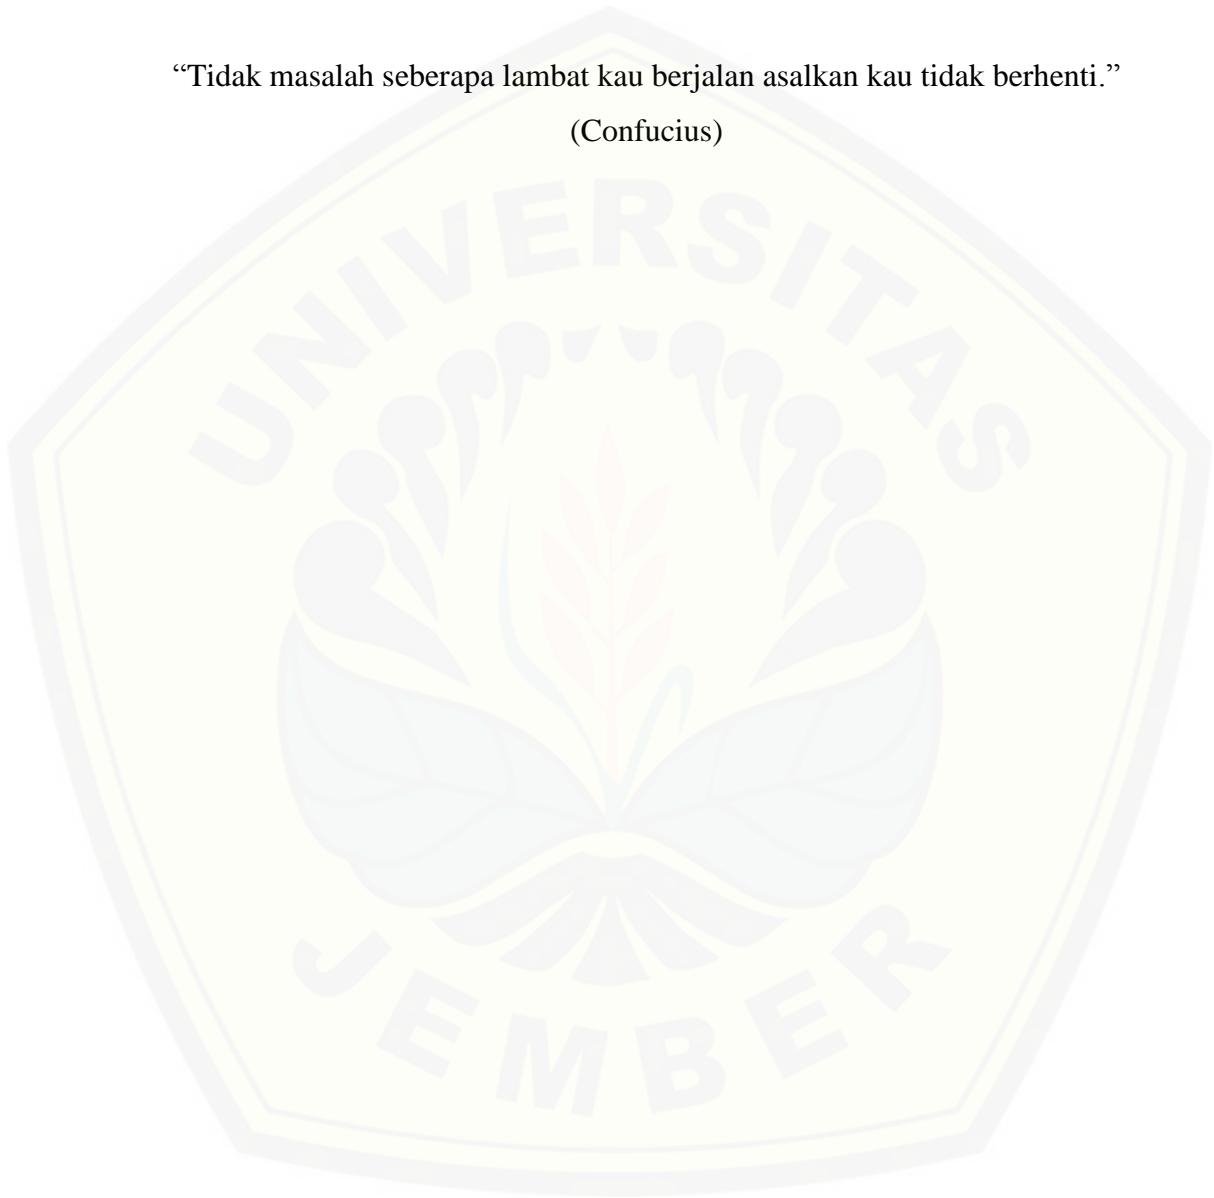 “Tidak masalah seberapa lambat kau berjalan asalkan kau tidak berhenti.”
(Confucius)
UNIVERSITAS
JEMBER